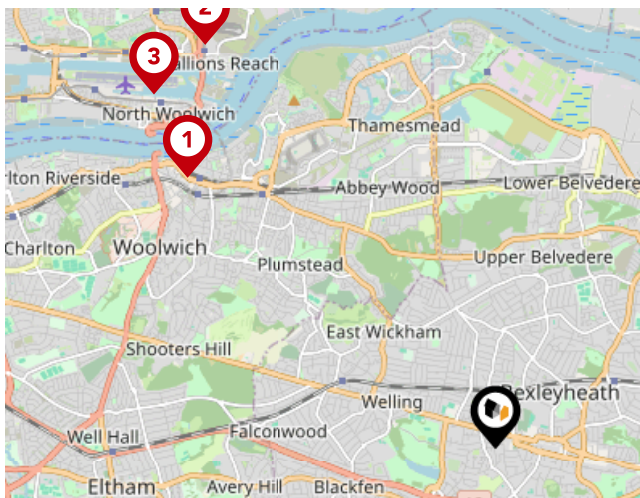 2
allions Reach
3
North Woolwich
1
Thamesmead
rlton Riverside
Abbey Wood
Lower Belvedere
Charlton
Woolwich
Plumstead
Upper Belvedere
East Wickham
Shooters Hill
Bexleyheath
Welling
Well Hall
Falconwood
Eltham
Avery Hill
Blackfen